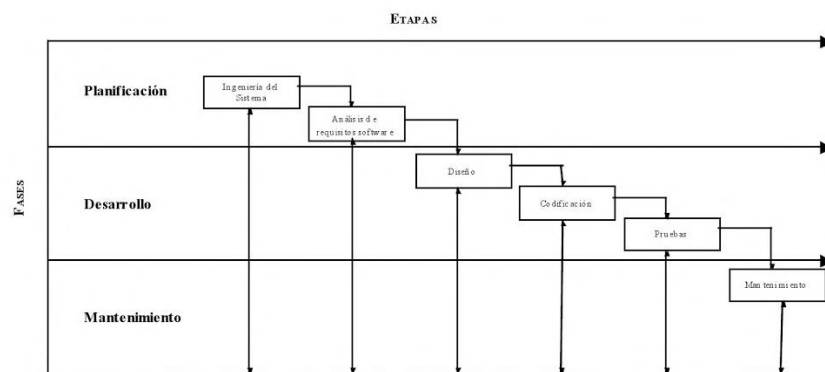 ETAPAS
Planificación
Ingeniería del
Sistema
Análisis de
requisitos software
Diseño
FASES
Desarrollo
Codificación
Pruebas
Mantenimiento
Mantenimiento